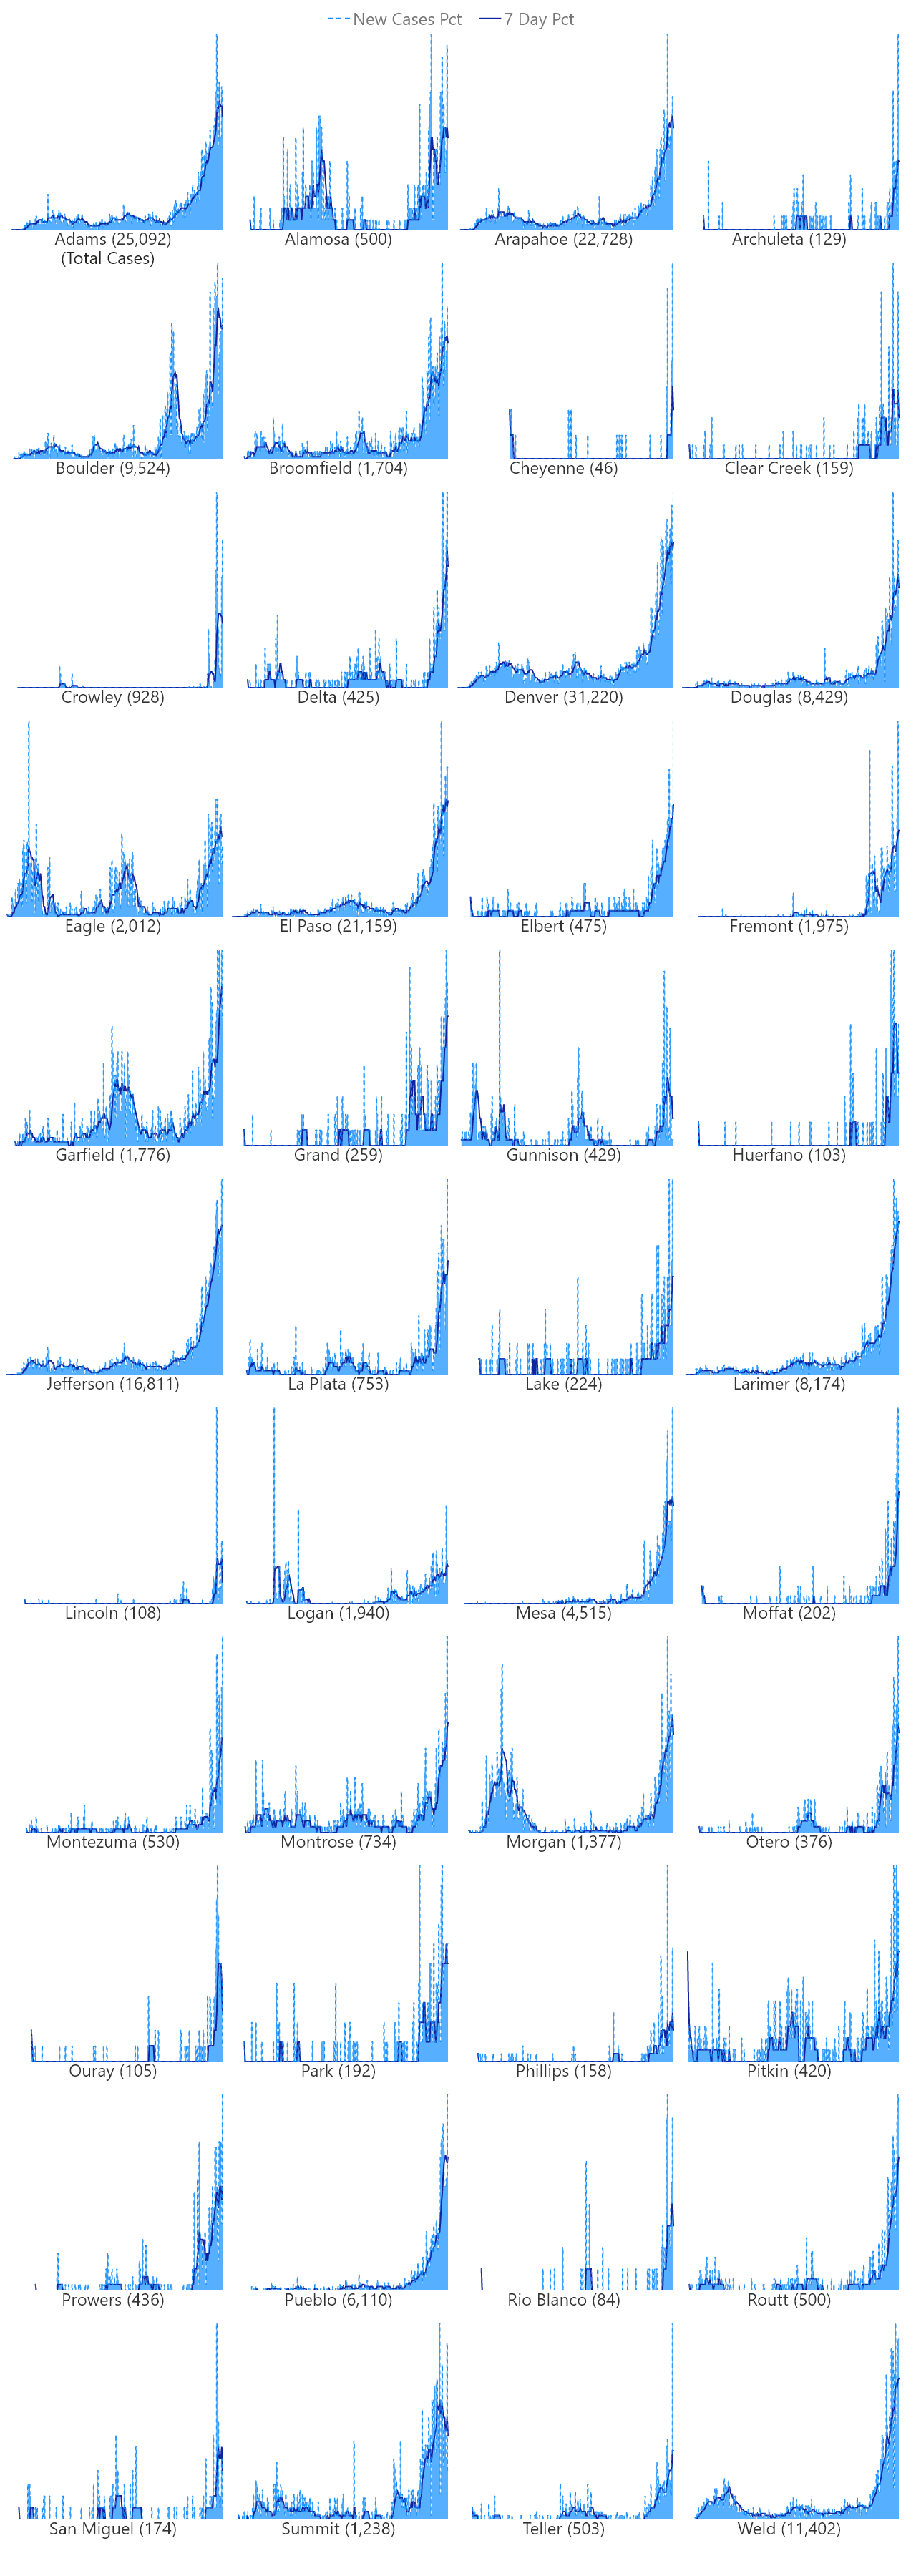 New Cases Pct 7 Day Pct
Adams (25,092) Alamosa (500) Arapahoe (22,728) Archuleta (129)
(Total Cases)
Boulder (9,524) Broomfield (1,704) Cheyenne (46) Clear Creek (159)
Crowley (928) Delta (425) Denver (31,220) Douglas (8,429)
Eagle (2,012) El Paso (21,159) Elbert (475) Fremont (1,975)
Garfield (1,776) Grand (259) Gunnison (429) Huerfano (103)
Jefferson (16,811) La Plata (753) Lake (224) Larimer (8,174)
Lincoln (108) Logan (1,940) Mesa (4,515) Moffat (202)
Montezuma (530) Montrose (734) Morgan (1,377) Otero (376)
Ouray (105) Park (192) Phillips (158) Pitkin (420)
Prowers (436) Pueblo (6,110) Rio Blanco (84) Routt (500)
San Miguel (174) Summit (1,238) Teller (503) Weld (11,402)